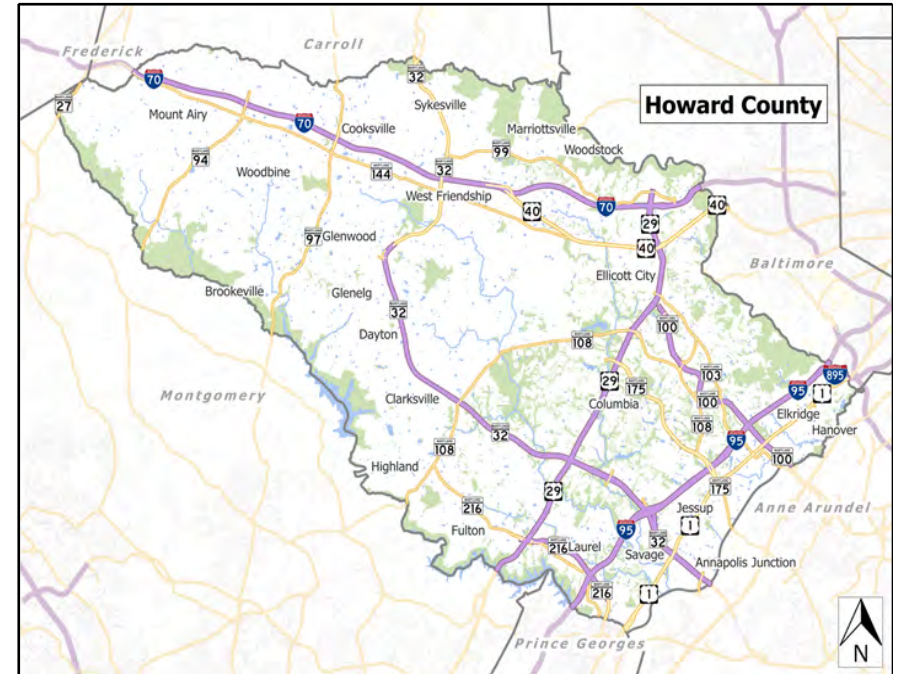 Frederick
Carroll
Howard County
27
70
32
Sykesville
Mount Airy
70
Cooksville
Marriottsville
99
Woodstock
94
144
32
Woodbine
West Friendship
70
40
29
40
97
Glenwood
40
Baltimore
Ellicott City
Brookeville
Glenelg
32
100
Dayton
108
103
895
Montgomery
29
175
95
1
Clarksville
Columbia
100
Elkridge
108
Hanover
108
32
95
100
Highland
29
175
216
Jessup
Anne Arundel
Fulton
95
1
216
Laurel
Savage
32
Annapolis Junction
216
1
Prince Georges
N